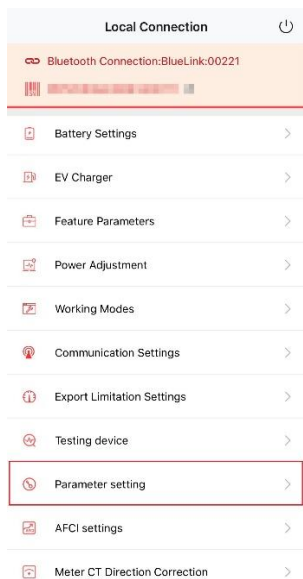 Local Connection
Bluetooth Connection:BlueLink:00221
Battery Settings
EV Charger
Feature Parameters
Power Adjustment
Working Modes
Communication Settings
Export Limitation Settings
Testing device
Parameter setting
AFCI settings
Meter CT Direction Correction